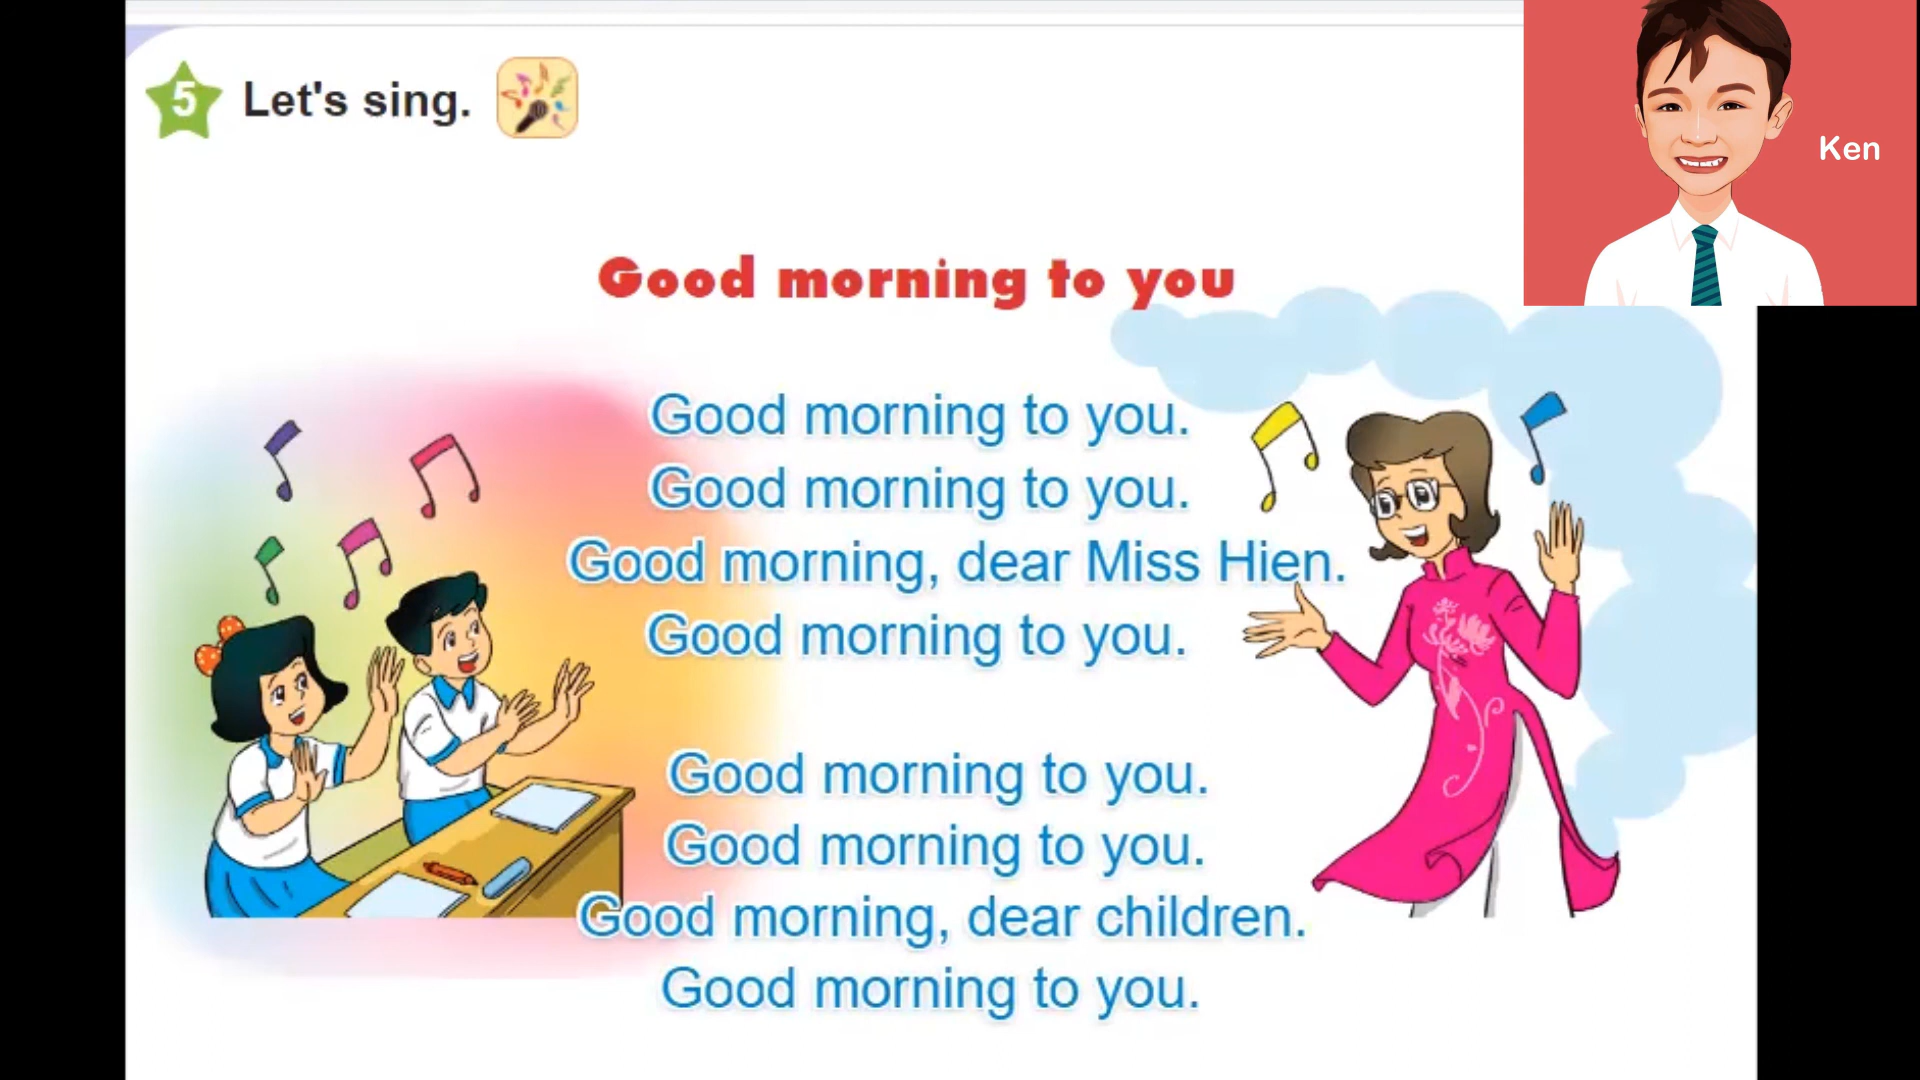 5 Let's sing.
Ken
Good morning to you
Good morning to you.
Good morning to you.
Good morning, dear Miss Hien.
Good morning to you.
Good morning to you.
Good morning to you.
Good morning, dear children.
Good morning to you.